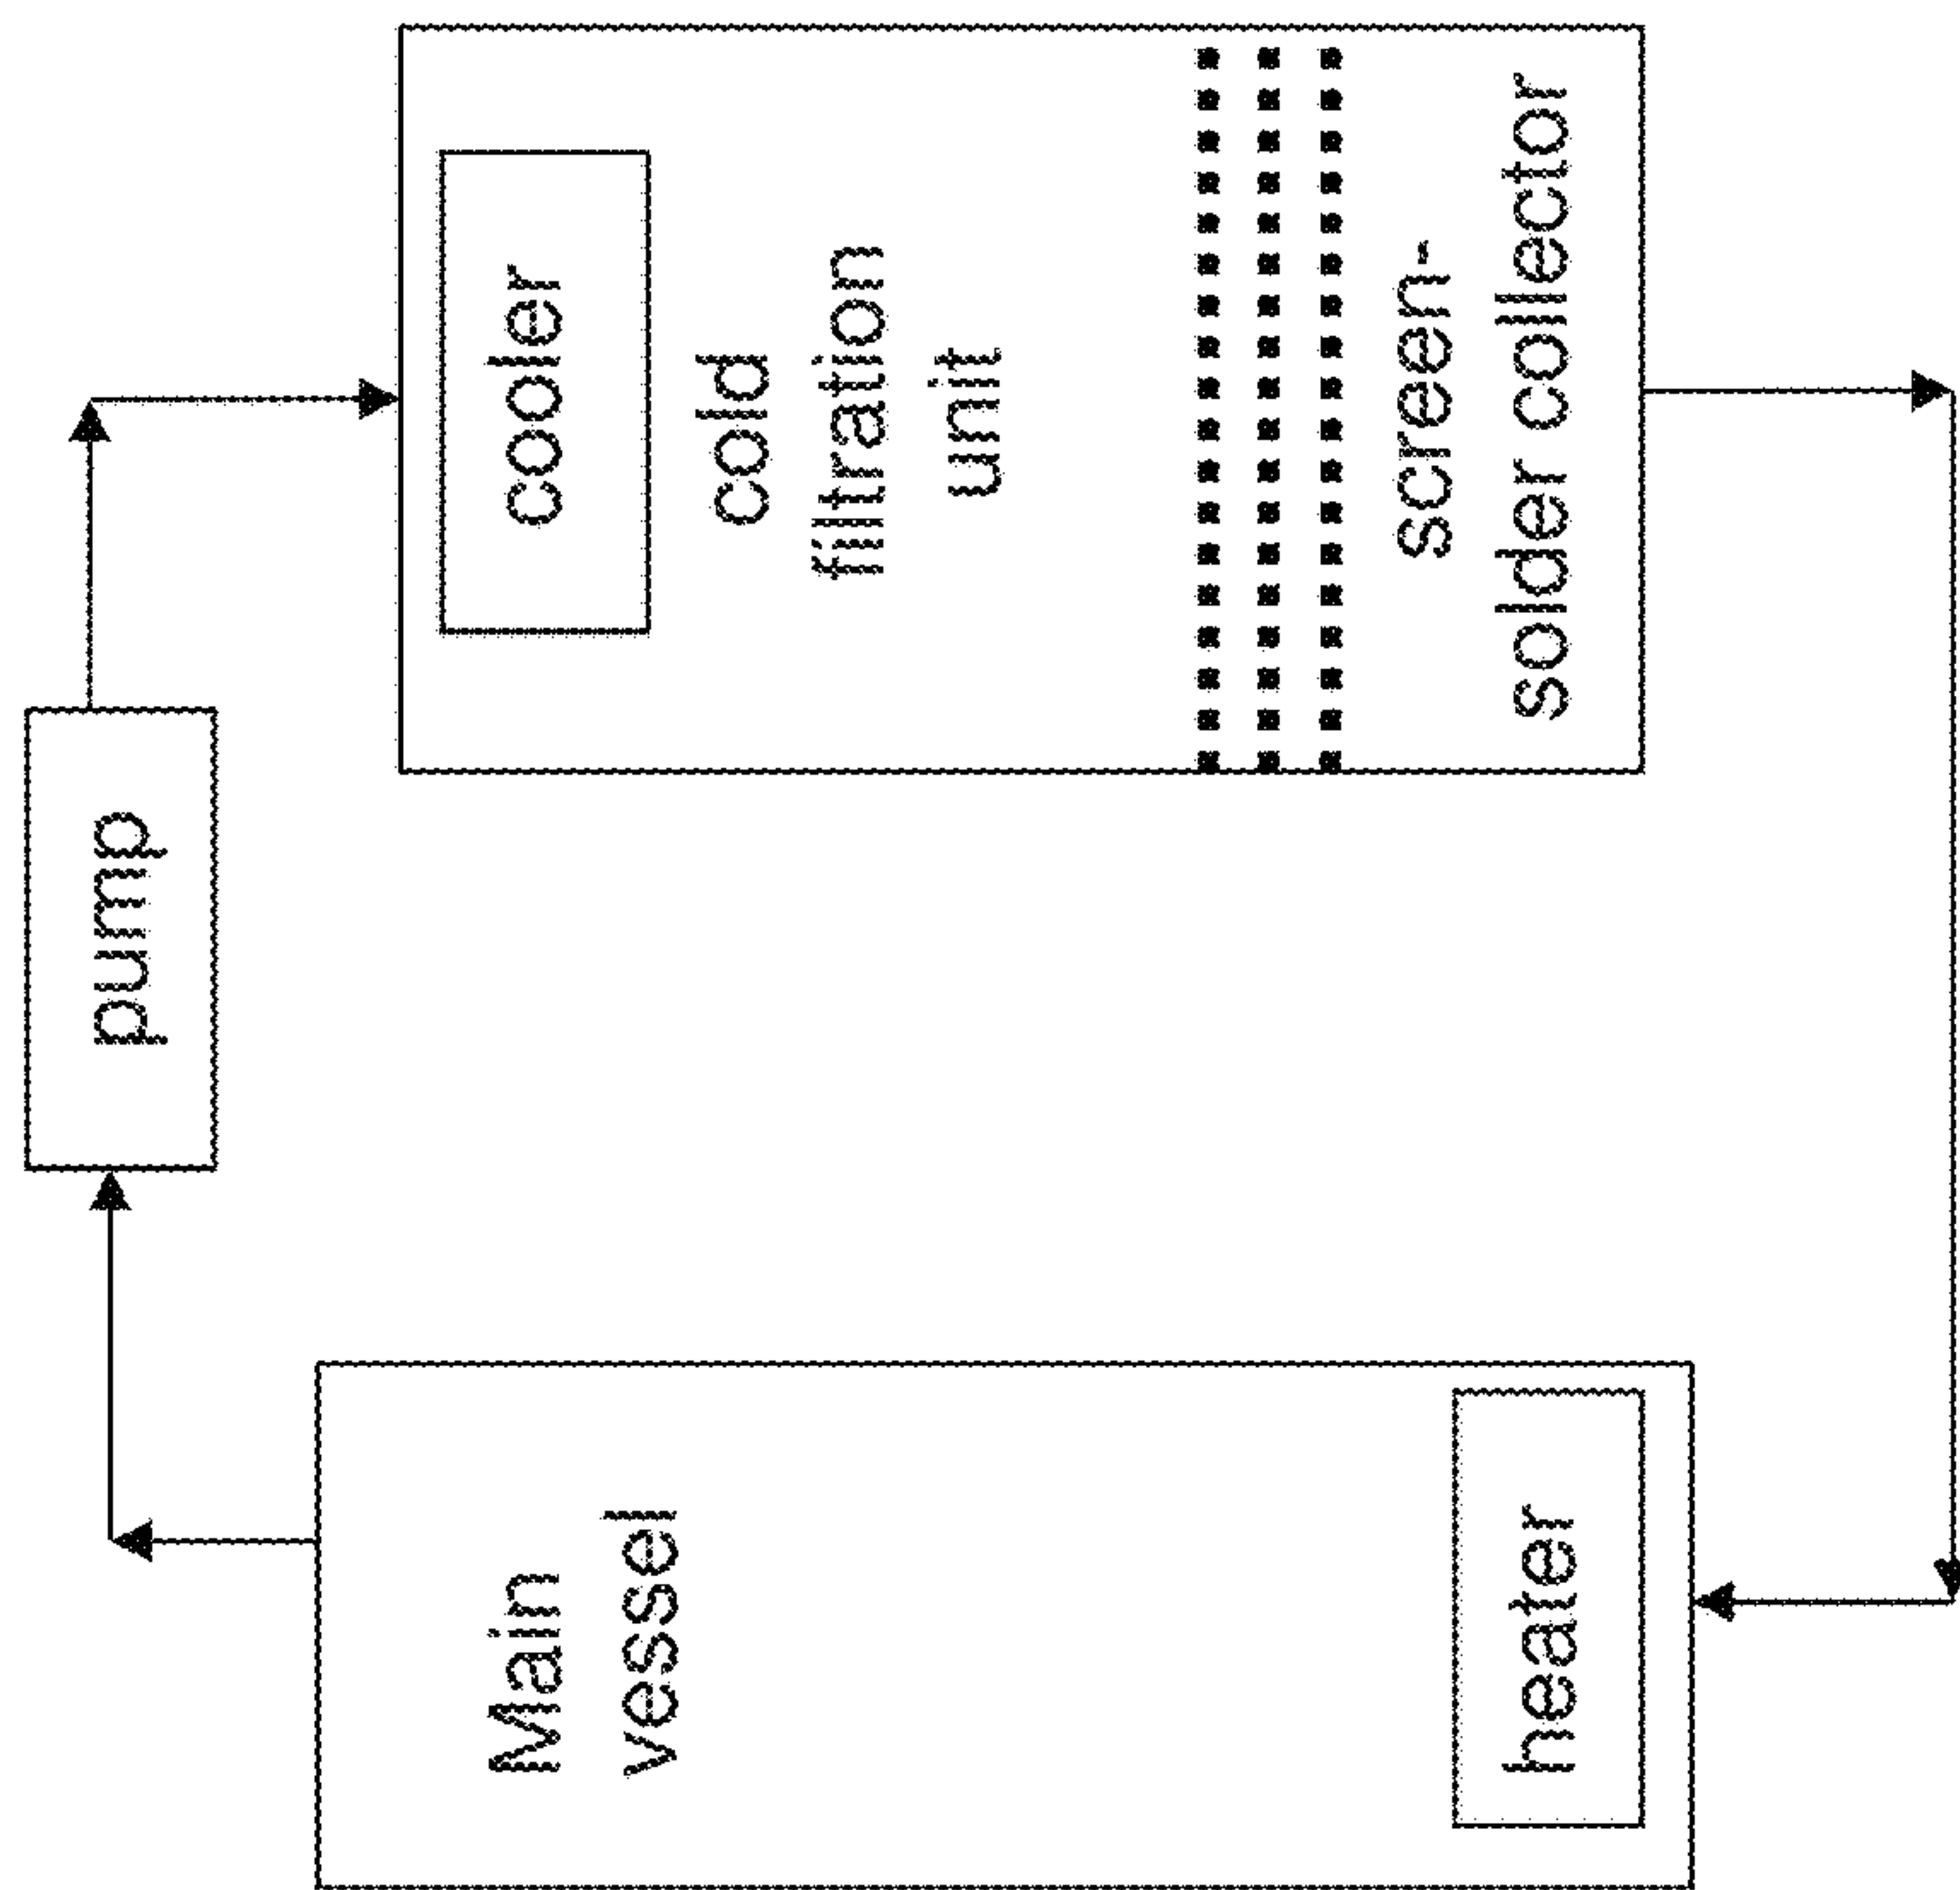 pump
Main
vessel
heater
cooler
cold
filtration
unit
screen-
solder collector